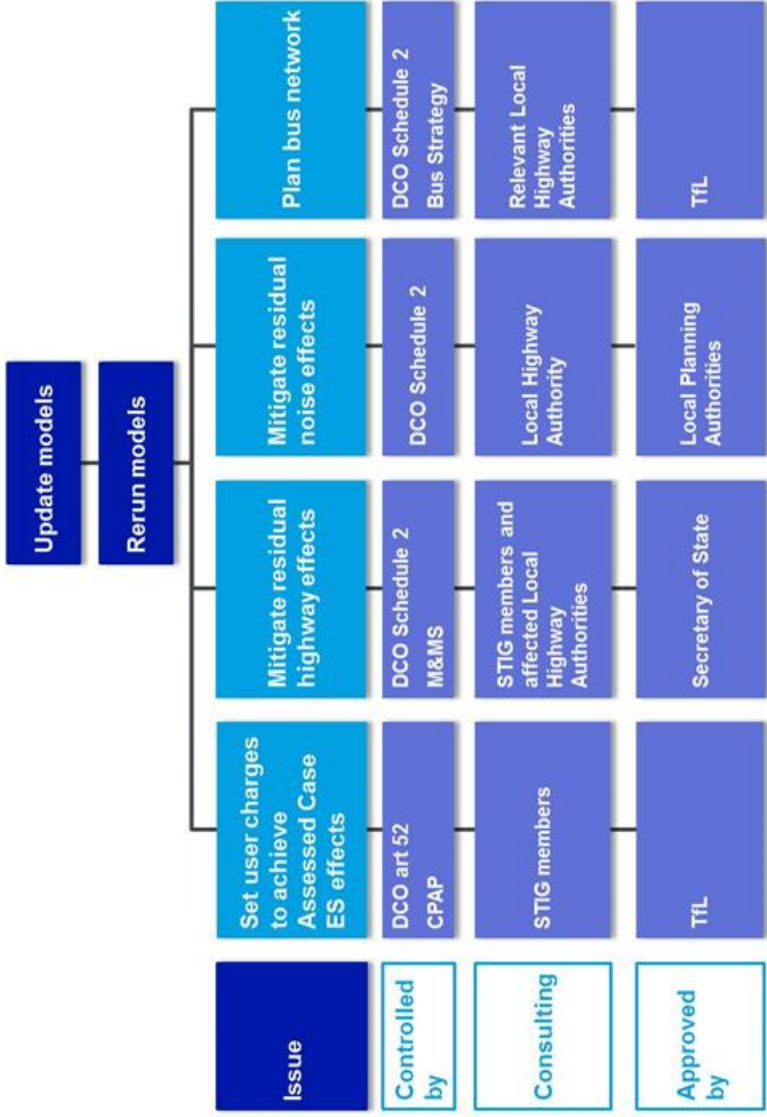 Update models
Rerun models
Issue
Set user charges
to achieve
Assessed Case
ES effects
Mitigate residual
highway effects
Mitigate residual
noise effects
Plan bus network
Controlled
by
DCO art 52
CPAP
DCO Schedule 2
M&MS
DCO Schedule 2
DCO Schedule 2
Bus Strategy
Consulting
STIG members
STIG members and
affected Local
Highway
Authorities
Local Highway
Authority
Relevant Local
Highway
Authorities
Approved
by
TfL
Secretary of State
Local Planning
Authorities
TfL